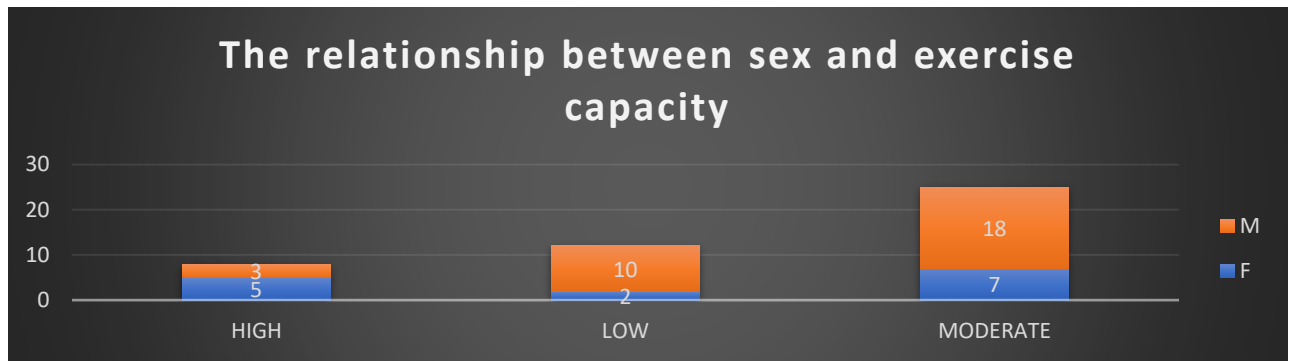 The relationship between sex and exercise
capacity
30
20
10
0
3
5
10
2
18
7
HIGH
LOW
MODERATE
M
F